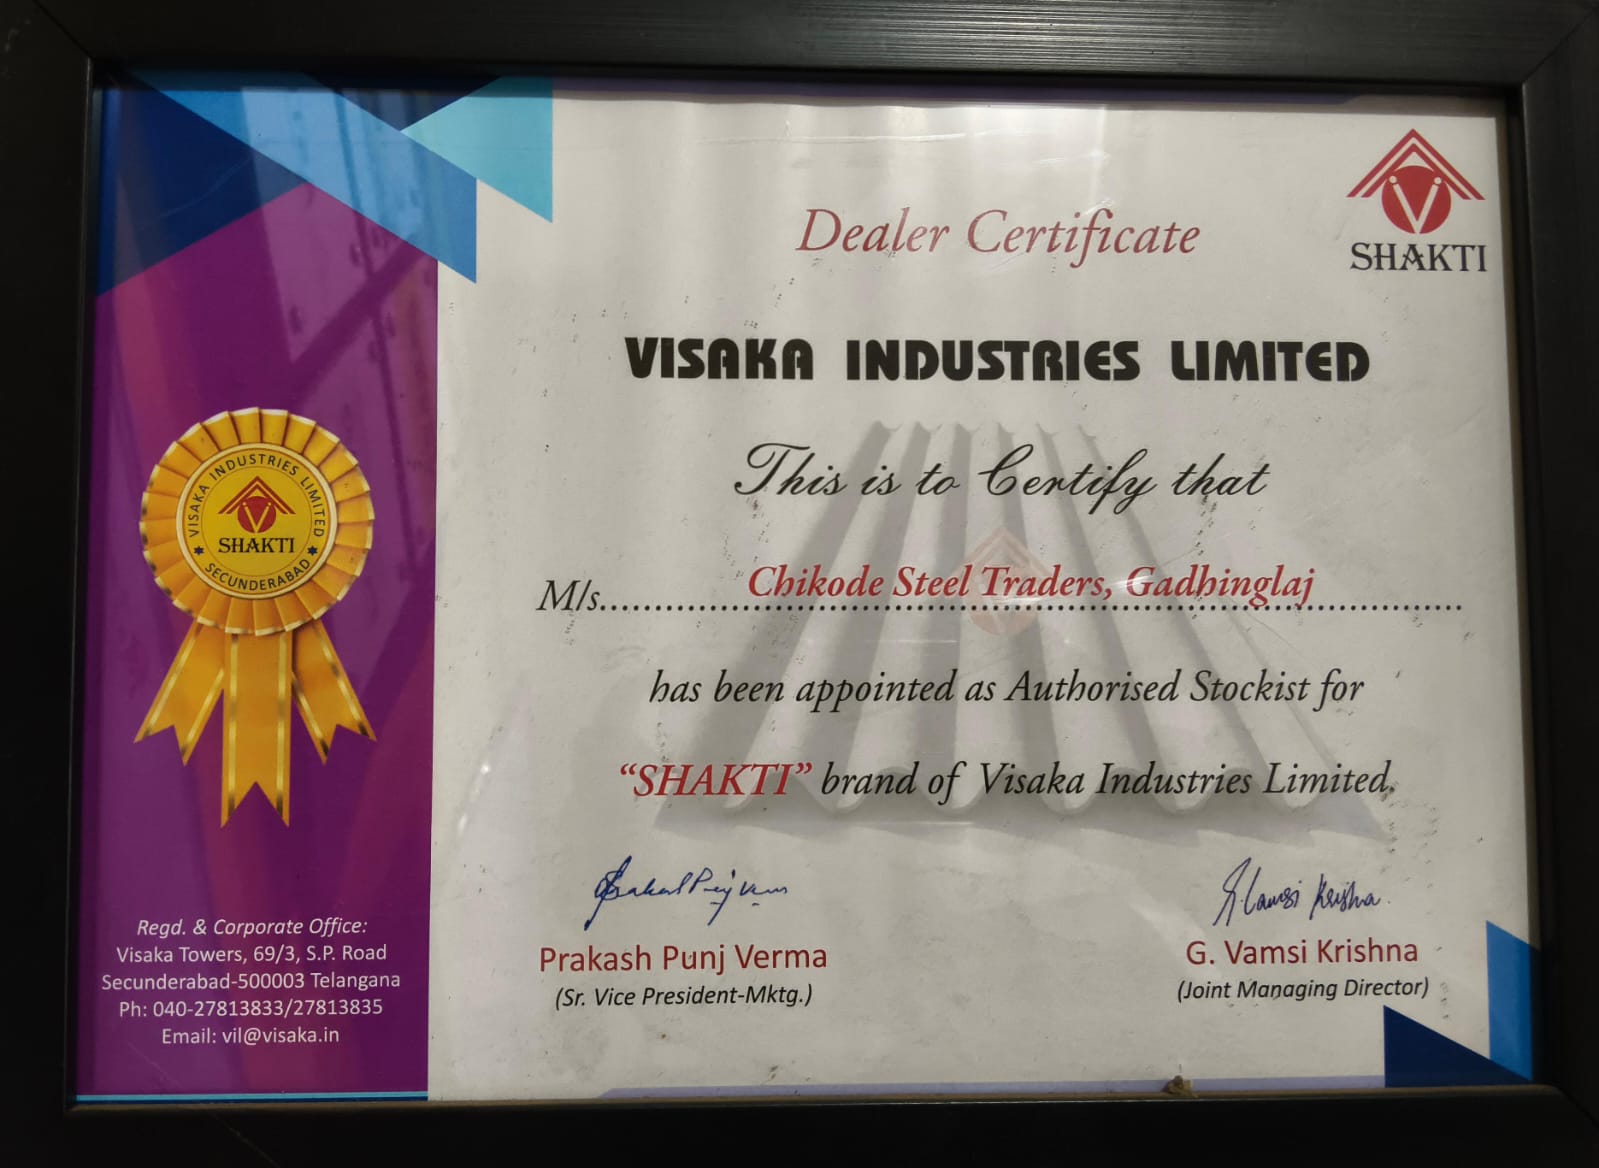 SHAKTI
Dealer Certificate
VISAKA INDUSTRIES LIMITED
This is to Certify that
M/s. Chikode Steel Traders, Gadhinglaj
has been appointed as Authorised Stockist for
“SHAKTI” brand of Visaka Industries Limited.
Prakash Punj Verma
(Sr. Vice President-Mktg.)
G. Vamsi Krishna
G. Vamsi Krishna
(Joint Managing Director)
VISAKA INDUSTRIES LIMITED
SHAKTI
SECUNDERABAD
Regd. & Corporate Office:
Visaka Towers, 69/3, S.P. Road
Secunderabad-500003 Telangana
Ph: 040-27813833/27813835
Email: vil@visaka.in